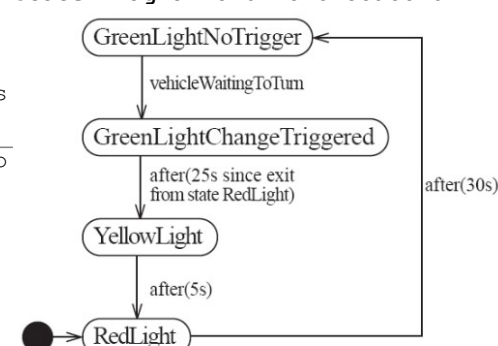 GreenLightNoTrigger
vehicleWaitingToTurn
GreenLightChangeTriggered
after(25s since exit
from state RedLight)
after(30s)
YellowLight
after(5s)
RedLight